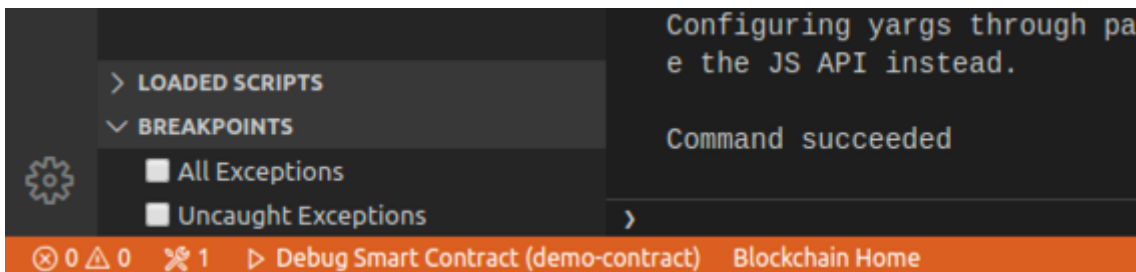 Configuring yargs through pa
e the JS API instead.
Command succeeded
LOADED SCRIPTS
BREAKPOINTS
All Exceptions
Uncaught Exceptions
0 0 1 Debug Smart Contract (demo-contract) Blockchain Home